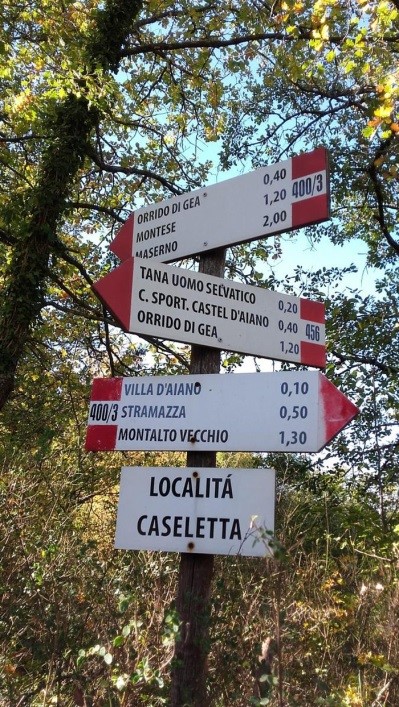 ORRIDO DI GEA 0,40
MONTESE 1,20
MASERNO 2,00
400/3
TANA UOMO SELVATICO 0,20
C. SPORT. CASTEL D'AIANO 0,40
ORRIDO DI GEA 1,20
456
400/3
VILLA D'AIANO 0,10
STRAMAZZA 0,50
MONTALTO VECCHIO 1,30
LOCALITÁ
CASELETTA